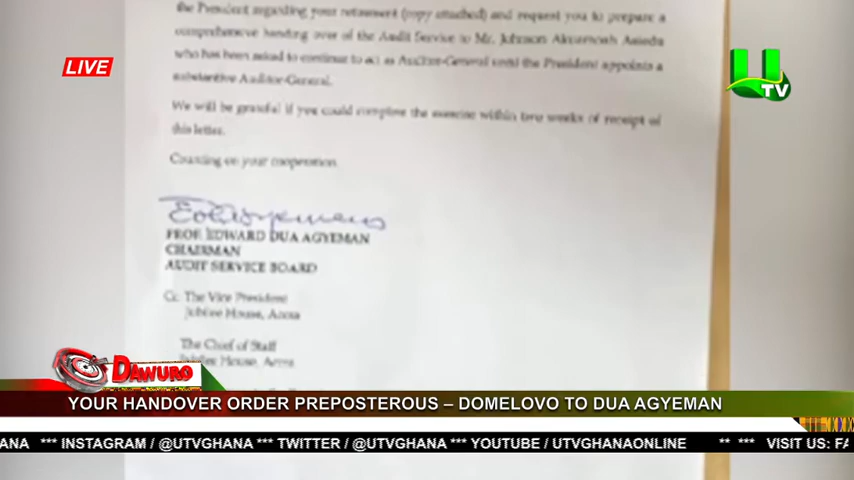 the President regarding your retirement (copy attached) and request you to prepare a
comprehensive handing over of the Audit Service to Mr. Johnson Akuamoah Asiedu
who has been asked to continue to act as Auditor-General until the President appoints a
substantive Auditor-General.
We will be grateful if you could complete the exercise within two weeks of receipt of
this letter.
Counting on your cooperation.
PROF. EDWARD DUA AGYEMAN
CHAIRMAN
AUDIT SERVICE BOARD
Cc: The Vice President
Jubilee House, Accra
The Chief of Staff
Jubilee House, Accra
LIVE
U
TV
DAWURO
YOUR HANDOVER ORDER PREPOSTEROUS – DOMELOVO TO DUA AGYEMAN
ANA *** INSTAGRAM / @UTVGHANA *** TWITTER / @UTVGHANA *** YOUTUBE / UTVGHANAONLINE ** *** VISIT US: FA